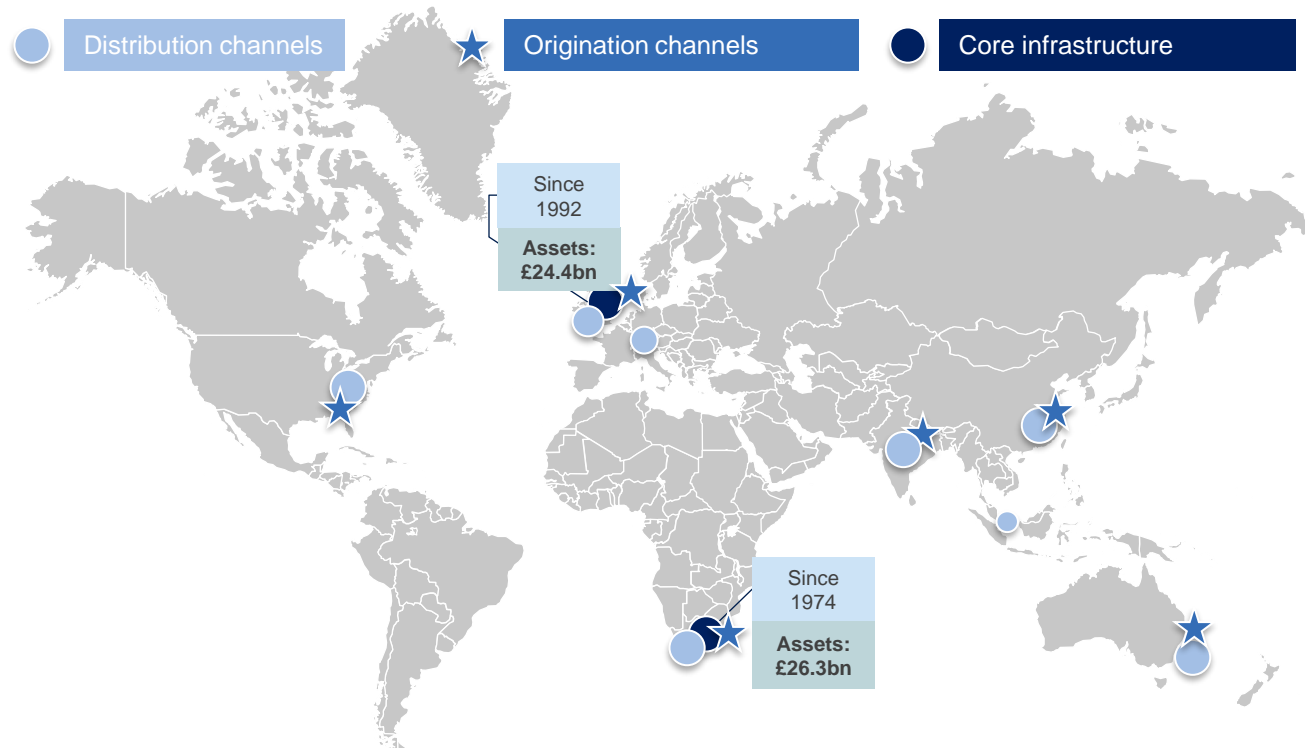 Distribution channels
Origination channels
Core infrastructure
Since
1992
Assets:
£24.4bn
Since
1974
Assets:
£26.3bn